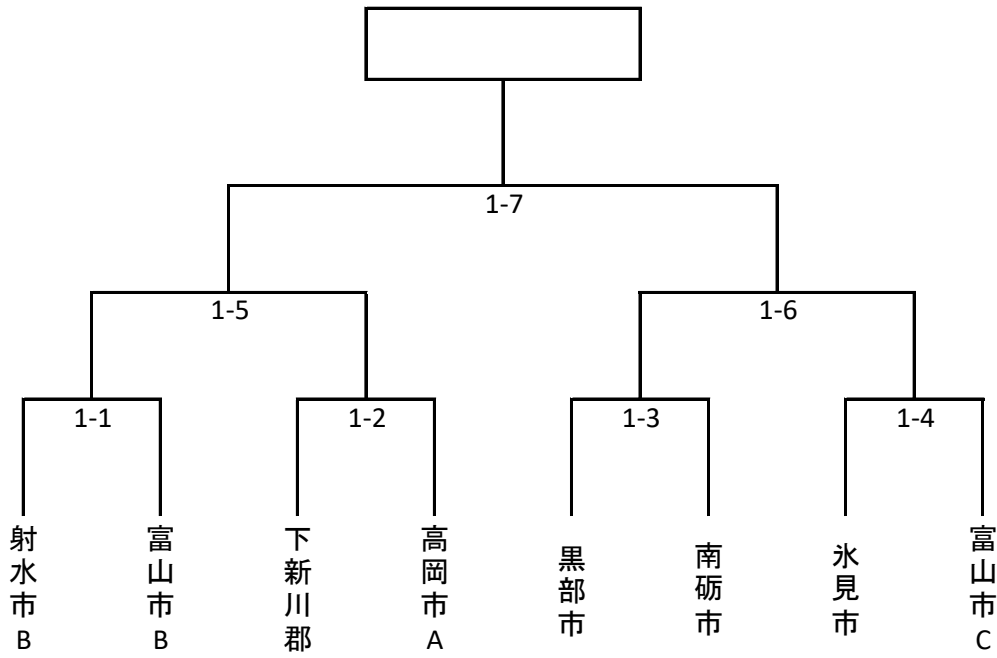 1-7
1-5
1-6
1-1
1-2
1-3
1-4
射水市B
富山市B
下新川郡
高岡市A
黒部市
南砺市
氷見市
富山市C